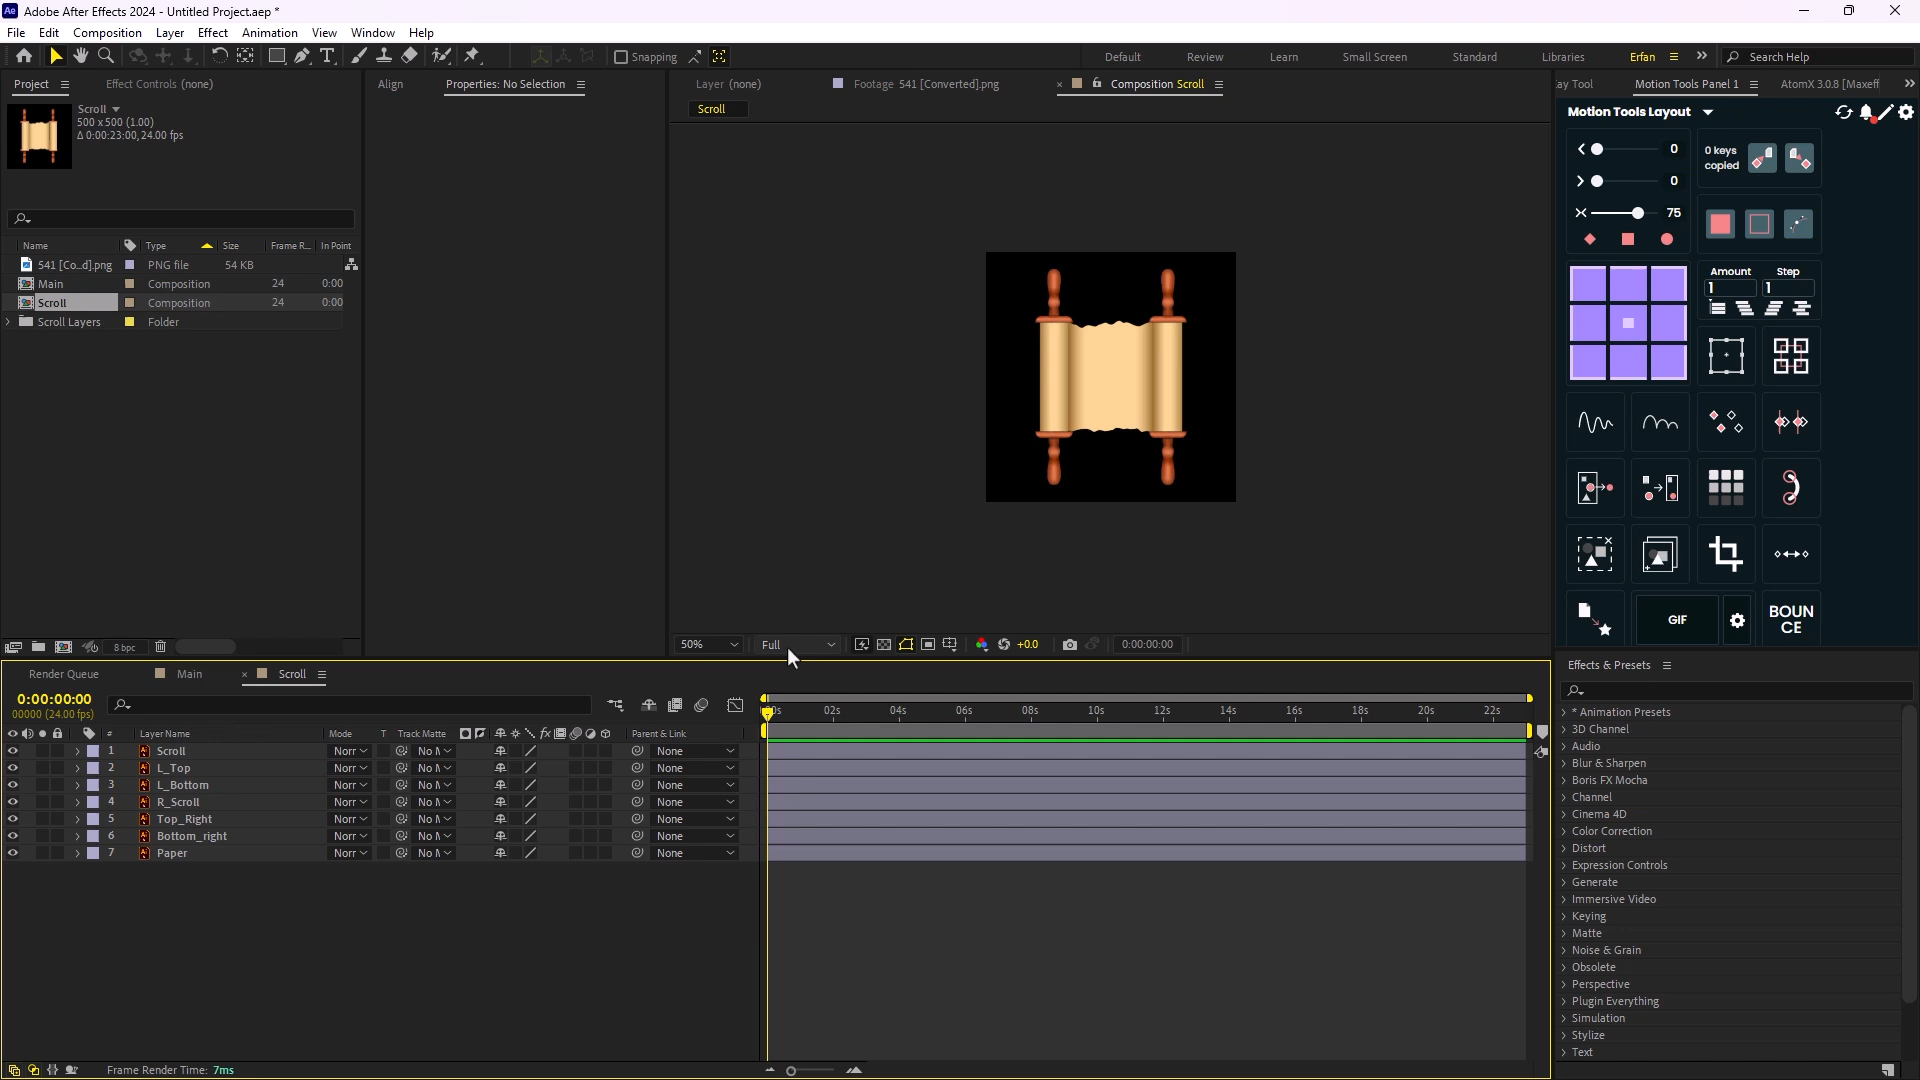 Ae Adobe After Effects 2024 - Untitled Project.aep *
File Edit Composition Layer Effect Animation Window View Help
Snapping
Default Review Learn Small Screen Standard Libraries Erfan Search Help
Project Effect Controls (none)
Scroll
500 x 500 (1.00)
Δ 0:00:23:00, 24.00 fps
Name Type Size Frame R... In Point
541 [Co...d].png PNG file 54 KB
Main Composition 24 0:00
Scroll Composition 24 0:00
Scroll Layers Folder
8 bpc
Align Properties: No Selection
Layer (none) Footage 541 [Converted].png Composition Scroll
Scroll
50% Full +0.0 0:00:00:00
ay Tool Motion Tools Panel 1 AtomX 3.0.8 [Maxeff
Motion Tools Layout
0
0
75
0 keys
copied
Amount Step
1 1
GIF
BOUN
CE
Render Queue Main Scroll
0:00:00:00
00000 (24.00 fps)
# Layer Name Mode T Track Matte fx Parent & Link
1 Scroll Norr No M None
2 L_Top Norr No M None
3 L_Bottom Norr No M None
4 R_Scroll Norr No M None
5 Top_Right Norr No M None
6 Bottom_right Norr No M None
7 Paper Norr No M None
02s 04s 06s 08s 10s 12s 14s 16s 18s 20s 22s
Frame Render Time: 7ms
Effects & Presets
* Animation Presets
3D Channel
Audio
Blur & Sharpen
Boris FX Mocha
Channel
Cinema 4D
Color Correction
Distort
Expression Controls
Generate
Immersive Video
Keying
Matte
Noise & Grain
Obsolete
Perspective
Plugin Everything
Simulation
Stylize
Text